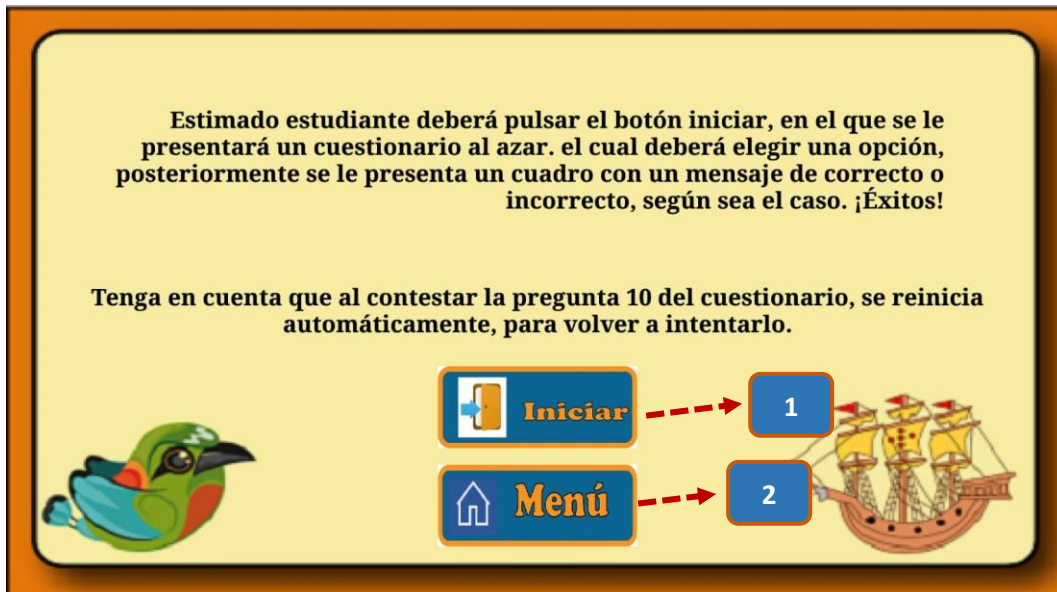 Estimado estudiante deberá pulsar el botón iniciar, en el que se le
presentará un cuestionario al azar. el cual deberá elegir una opción,
posteriormente se le presenta un cuadro con un mensaje de correcto o
incorrecto, según sea el caso. ¡Éxitos!
Tenga en cuenta que al contestar la pregunta 10 del cuestionario, se reinicia
automáticamente, para volver a intentarlo.
Iniciar
1
Menú
2